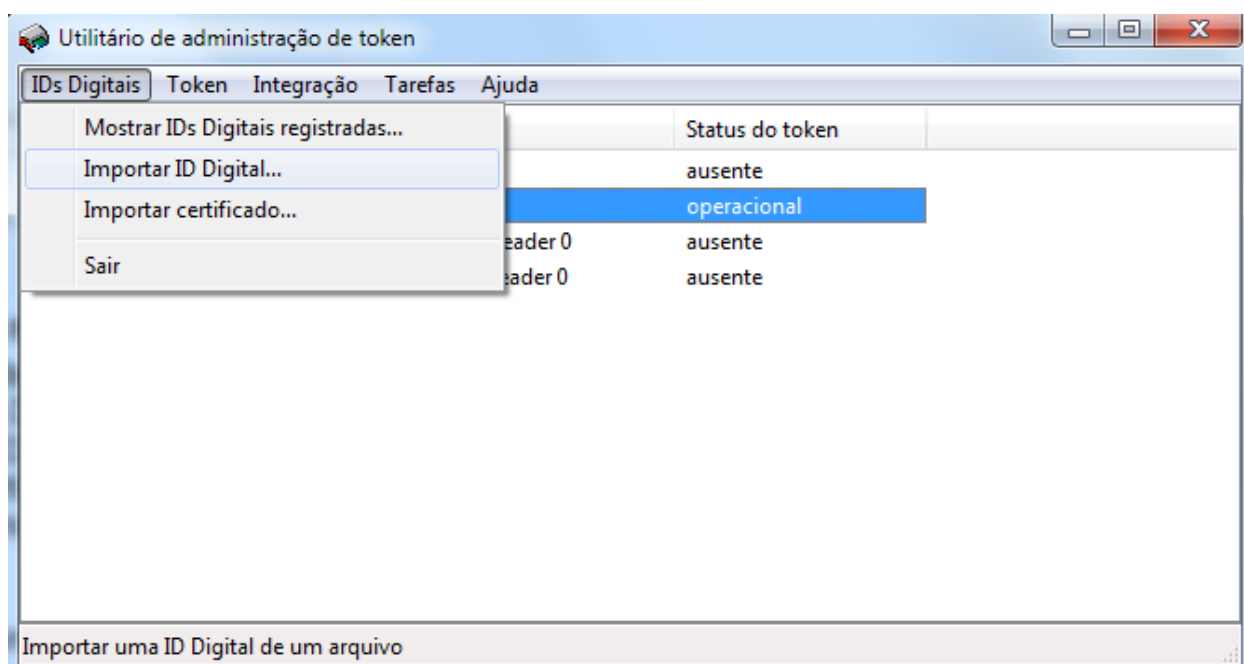 Utilitário de administração de token
IDs Digitais Token Integração Tarefas Ajuda
Mostrar IDs Digitais registradas...
Importar ID Digital...
Importar certificado...
Sair
Status do token
ausente
operacional
eader 0 ausente
eader 0 ausente
Importar uma ID Digital de um arquivo